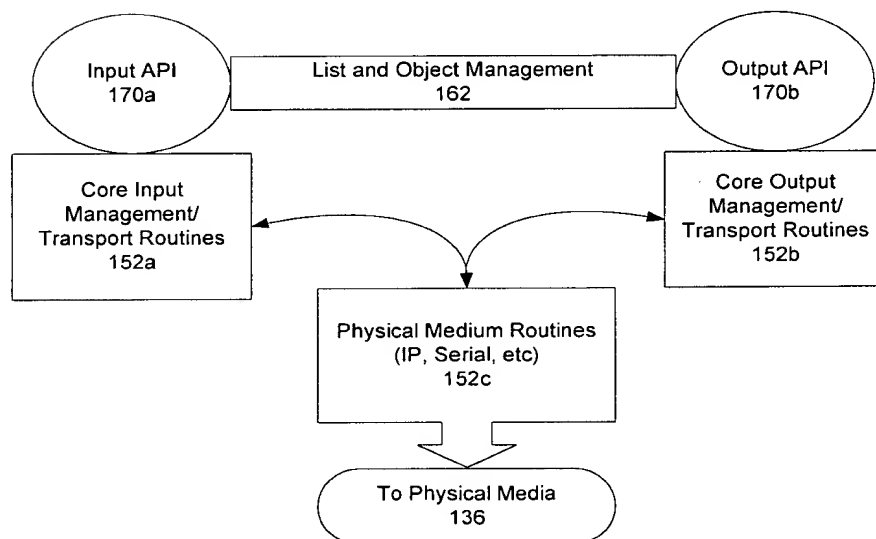 Input API
170a
List and Object Management
162
Output API
170b
Core Input
Management/
Transport Routines
152a
Core Output
Management/
Transport Routines
152b
Physical Medium Routines
(IP, Serial, etc)
152c
To Physical Media
136